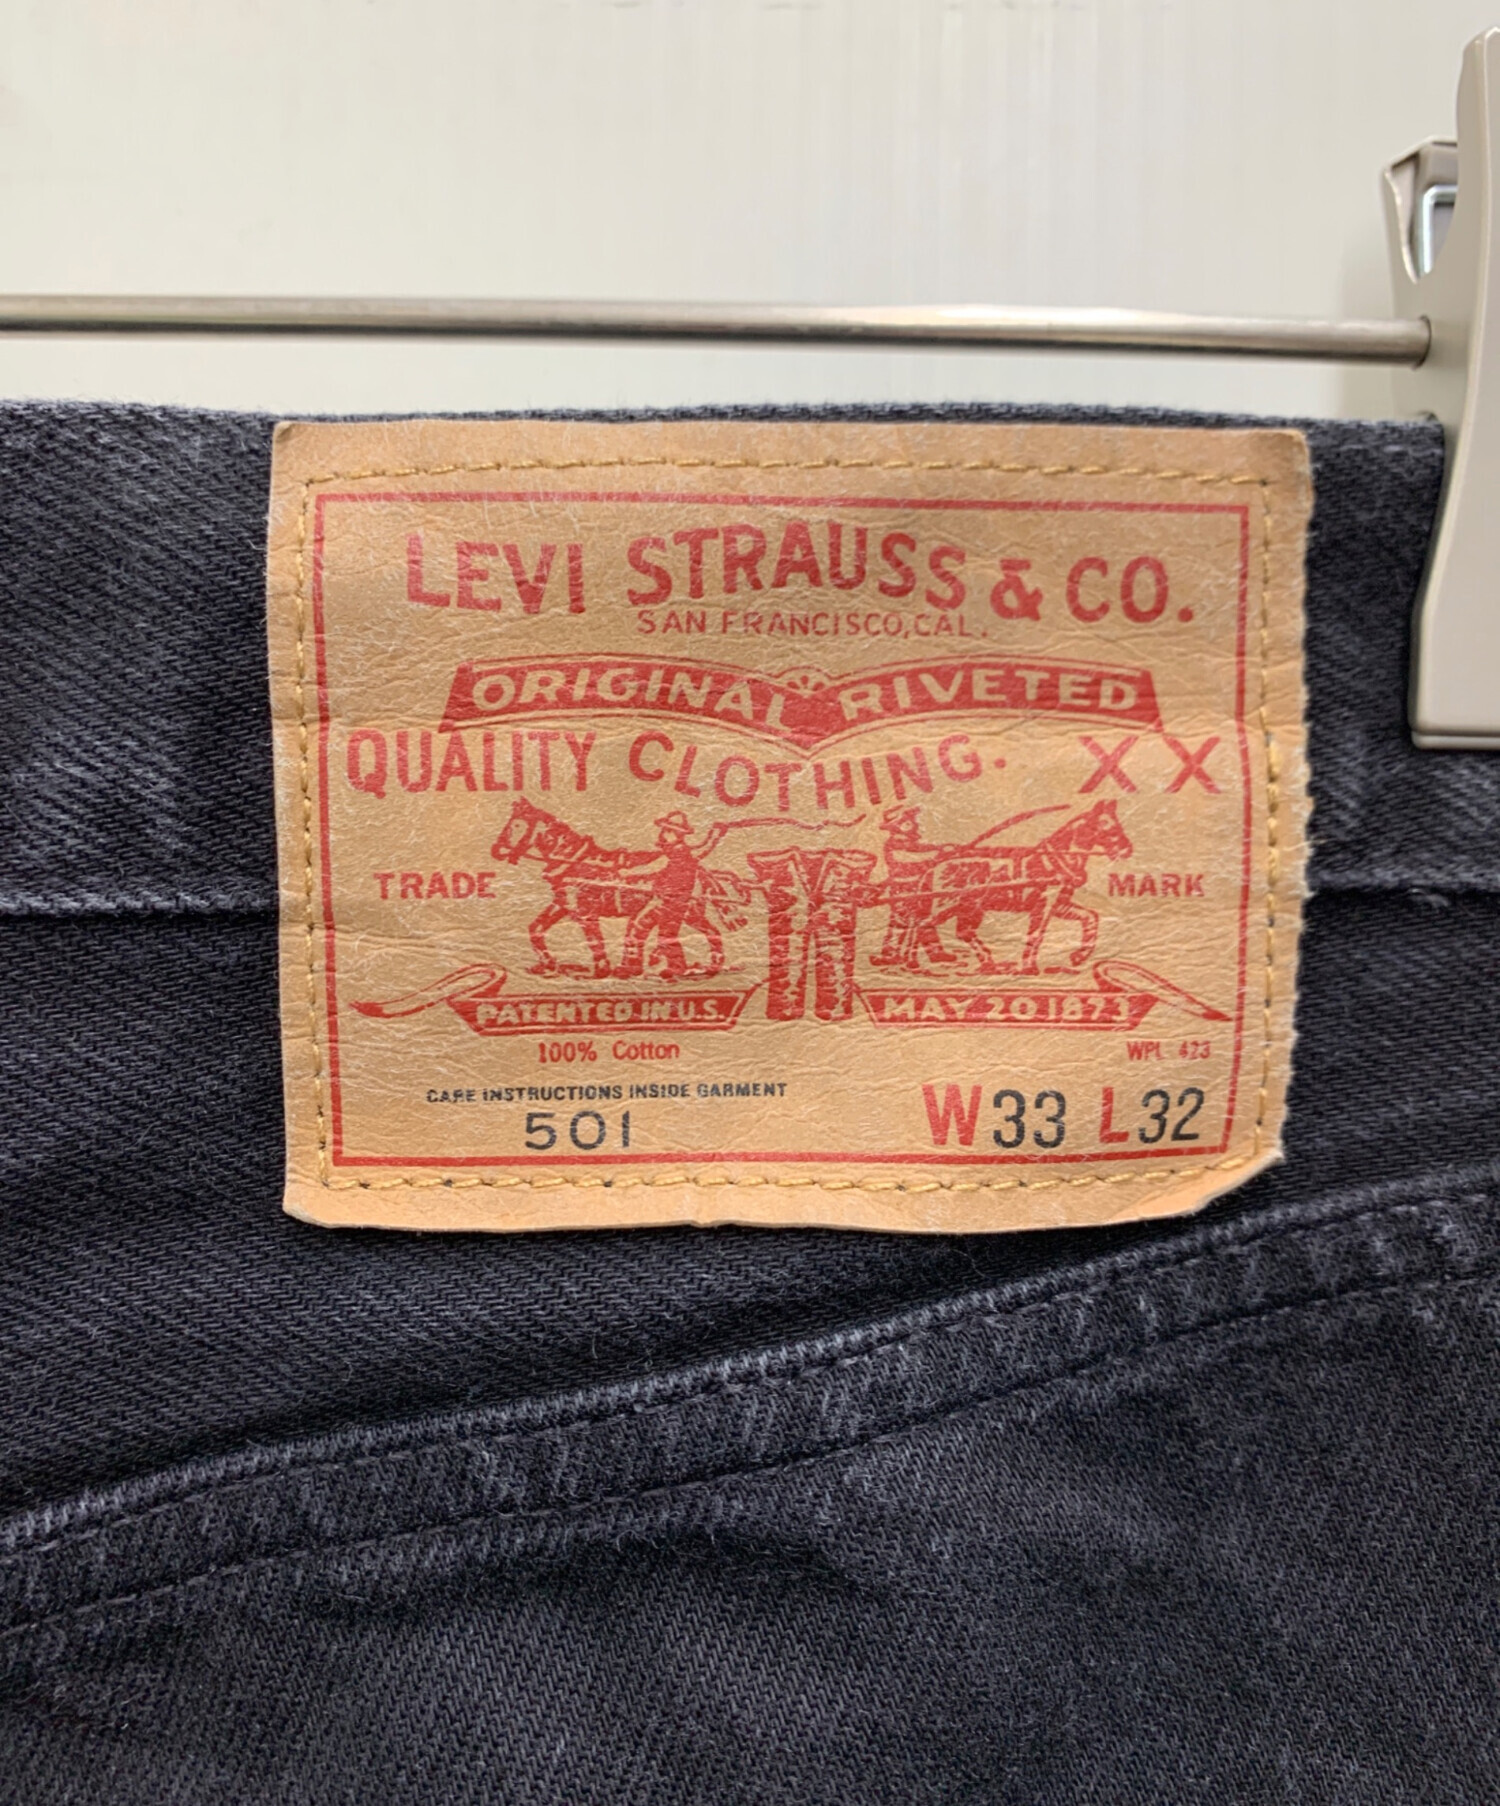 LEVI STRAUSS & CO.
SAN FRANCISCO, CAL.
ORIGINAL RIVETED
QUALITY CLOTHING. XX
TRADE MARK
PATENTED IN U.S. MAY 20 1873
100% Cotton WPL 423
CARE INSTRUCTIONS INSIDE GARMENT
501 W33 L32